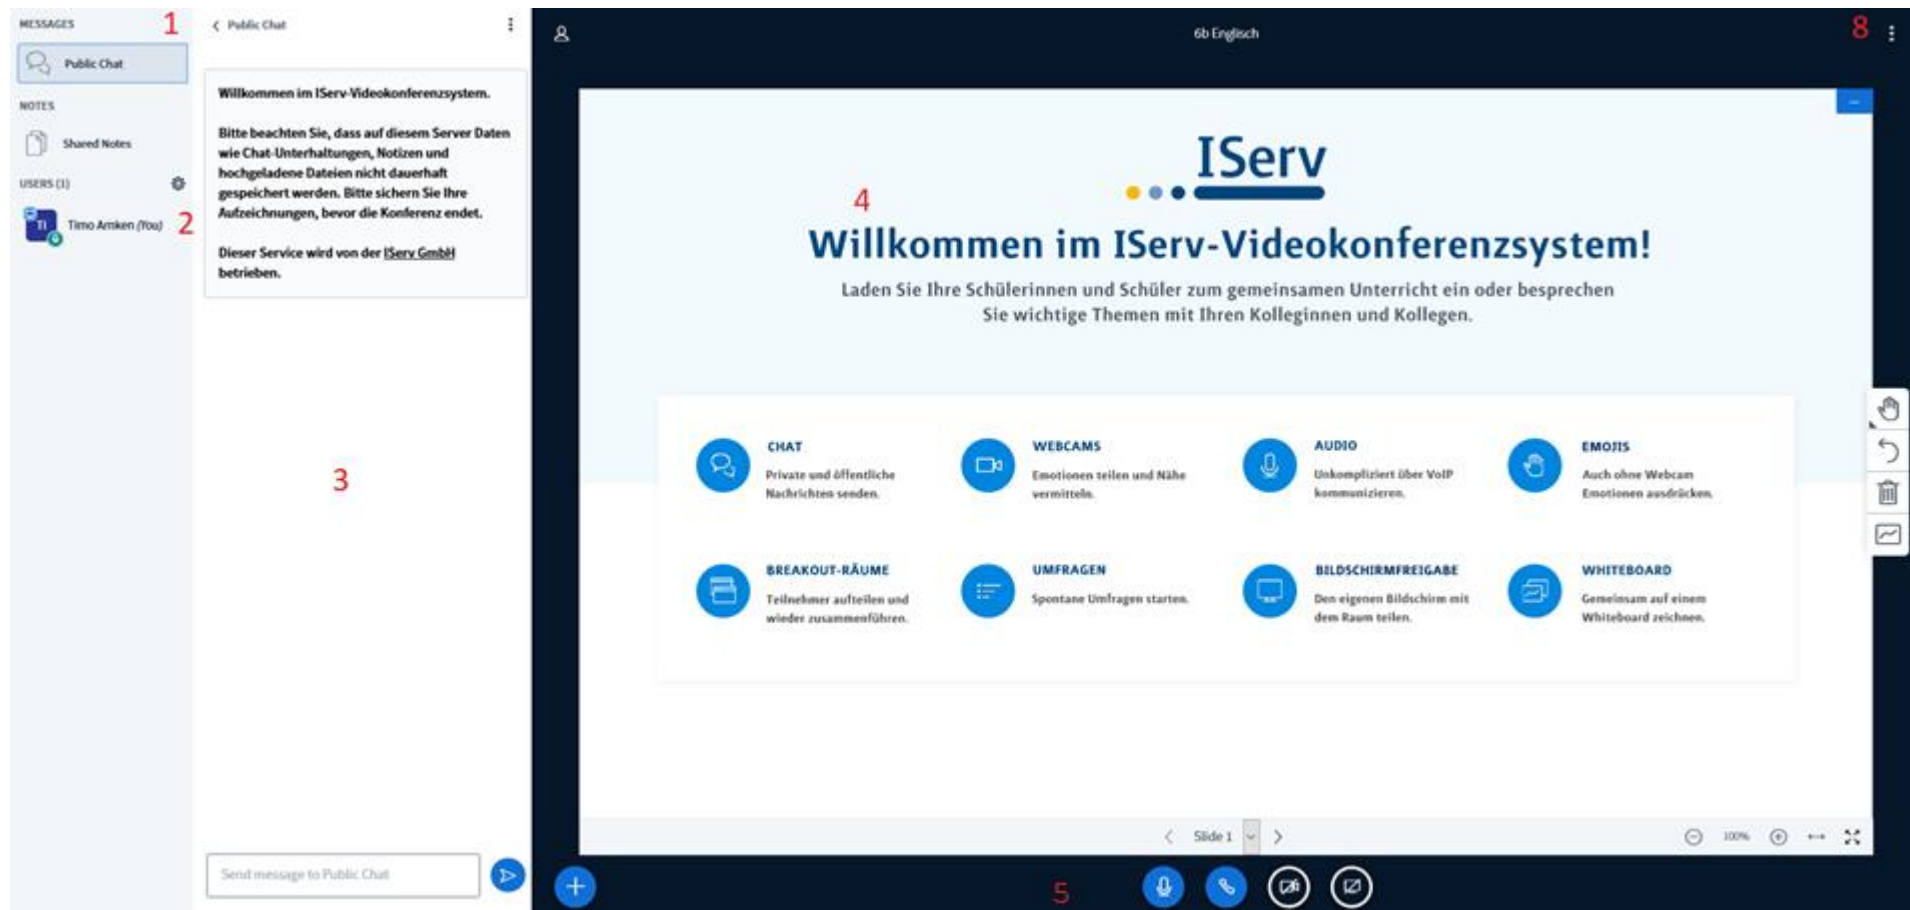 MESSAGES
1
Public Chat
NOTES
Shared Notes
USERS (1)
TI
Timo Amken (You)
2
Public Chat
Willkommen im IServ-Videokonferenzsystem.
Bitte beachten Sie, dass auf diesem Server Daten
wie Chat-Unterhaltungen, Notizen und
hochgeladene Dateien nicht dauerhaft
gespeichert werden. Bitte sichern Sie Ihre
Aufzeichnungen, bevor die Konferenz endet.
Dieser Service wird von der IServ GmbH
betrieben.
3
Send message to Public Chat
6b Englisch
8
IServ
4
Willkommen im IServ-Videokonferenzsystem!
Laden Sie Ihre Schülerinnen und Schüler zum gemeinsamen Unterricht ein oder besprechen
Sie wichtige Themen mit Ihren Kolleginnen und Kollegen.
CHAT
Private und öffentliche
Nachrichten senden.
WEBCAMS
Emotionen teilen und Nähe
vermitteln.
AUDIO
Unkompliziert über VoIP
kommunizieren.
EMOJIS
Auch ohne Webcam
Emotionen ausdrücken.
BREAKOUT-RÄUME
Teilnehmer aufteilen und
wieder zusammenführen.
UMFRAGEN
Spontane Umfragen starten.
BILDSCHIRMFREIGABE
Den eigenen Bildschirm mit
dem Raum teilen.
WHITEBOARD
Gemeinsam auf einem
Whiteboard zeichnen.
Slide 1
100%
5